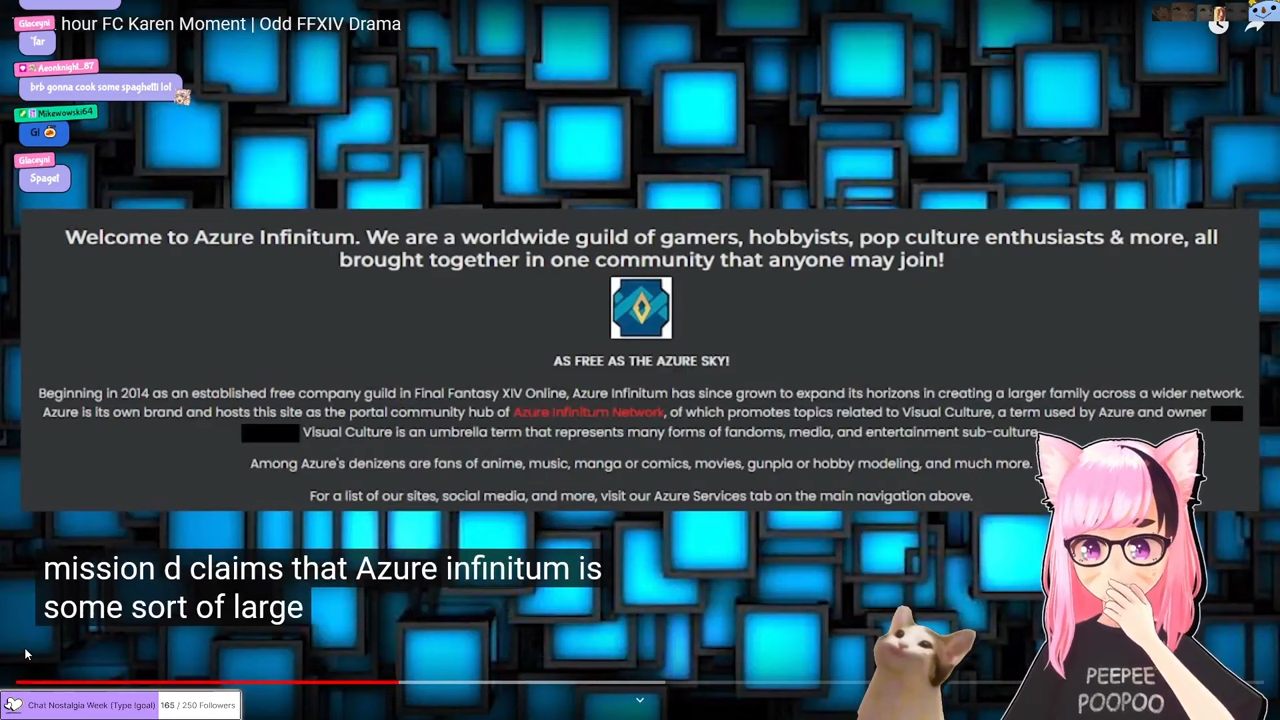 hour FC Karen Moment | Odd FFXIV Drama
Glaceyni
*far
Aeonknight_87
brb gonna cook some spaghetti lol
Mikewowski64
Gl
Glaceyni
Spaget
Welcome to Azure Infinitum. We are a worldwide guild of gamers, hobbyists, pop culture enthusiasts & more, all
brought together in one community that anyone may join!
AS FREE AS THE AZURE SKY!
Beginning in 2014 as an established free company guild in Final Fantasy XIV Online, Azure Infinitum has since grown to expand its horizons in creating a larger family across a wider network.
Azure is its own brand and hosts this site as the portal community hub of Azure Infinitum Network, of which promotes topics related to Visual Culture, a term used by Azure and owner
Visual Culture is an umbrella term that represents many forms of fandoms, media, and entertainment sub-culture.
Among Azure's denizens are fans of anime, music, manga or comics, movies, gunpla or hobby modeling, and much more.
For a list of our sites, social media, and more, visit our Azure Services tab on the main navigation above.
mission d claims that Azure infinitum is
some sort of large
PEEPEE
POOPOO
Chat Nostalgia Week (Type !goal) 165 / 250 Followers